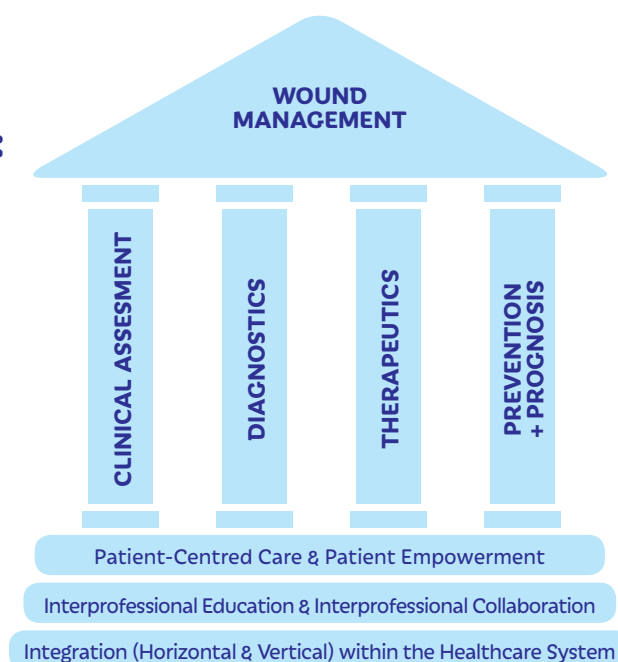 :
WOUND
MANAGEMENT
CLINICAL ASSESMENT
DIAGNOSTICS
THERAPEUTICS
PREVENTION
+ PROGNOSIS
Patient-Centred Care & Patient Empowerment
Interprofessional Education & Interprofessional Collaboration
Integration (Horizontal & Vertical) within the Healthcare System